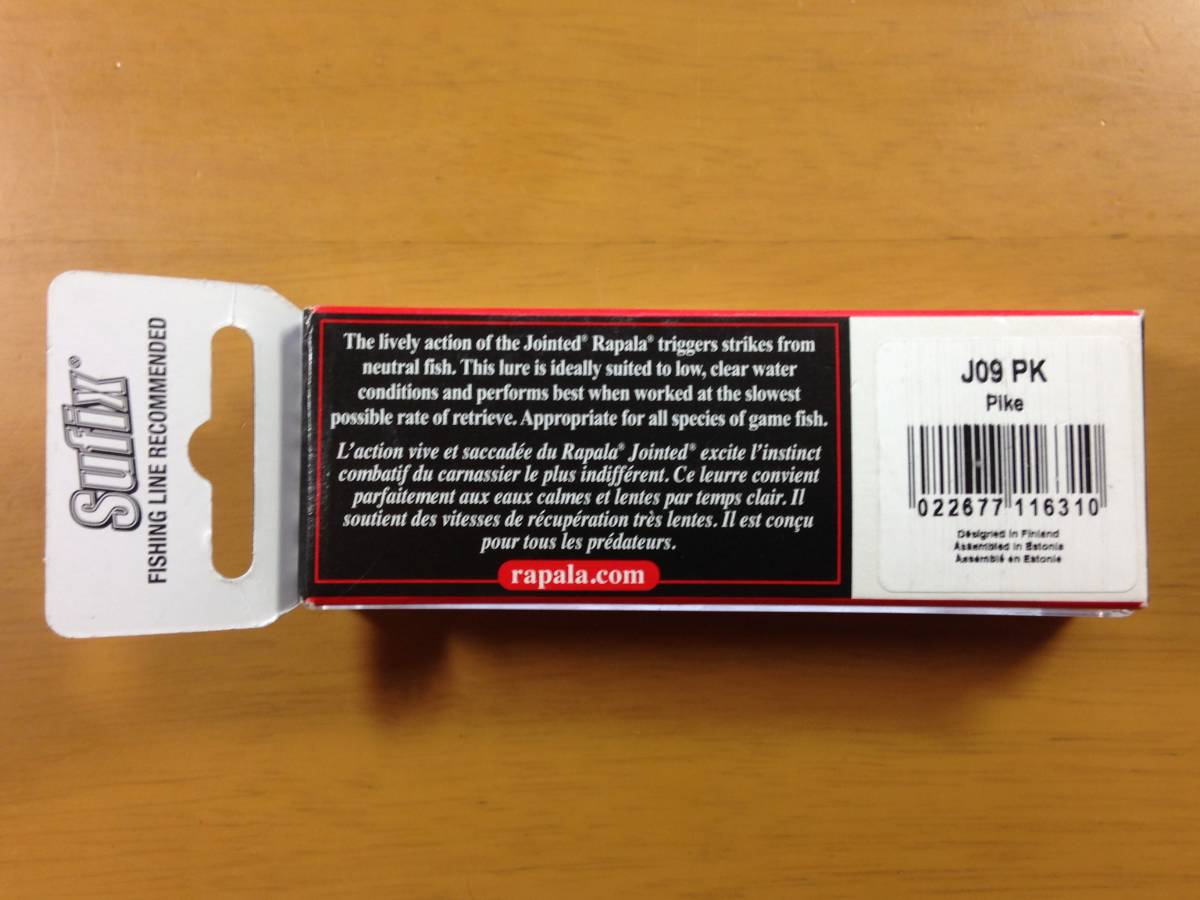 Sufix®
FISHING LINE RECOMMENDED
The lively action of the Jointed® Rapala® triggers strikes from
neutral fish. This lure is ideally suited to low, clear water
conditions and performs best when worked at the slowest
possible rate of retrieve. Appropriate for all species of game fish.
L'action vive et saccadée du Rapala® Jointed® excite l'instinct
combatif du carnassier le plus indifférent. Ce leurre convient
parfaitement aux eaux calmes et lentes par temps clair. Il
soutient des vitesses de récupération très lentes. Il est conçu
pour tous les prédateurs.
rapala.com
J09 PK
Pike
022677 116310
Designed in Finland
Assembled in Estonia
Assemblé en Estonie